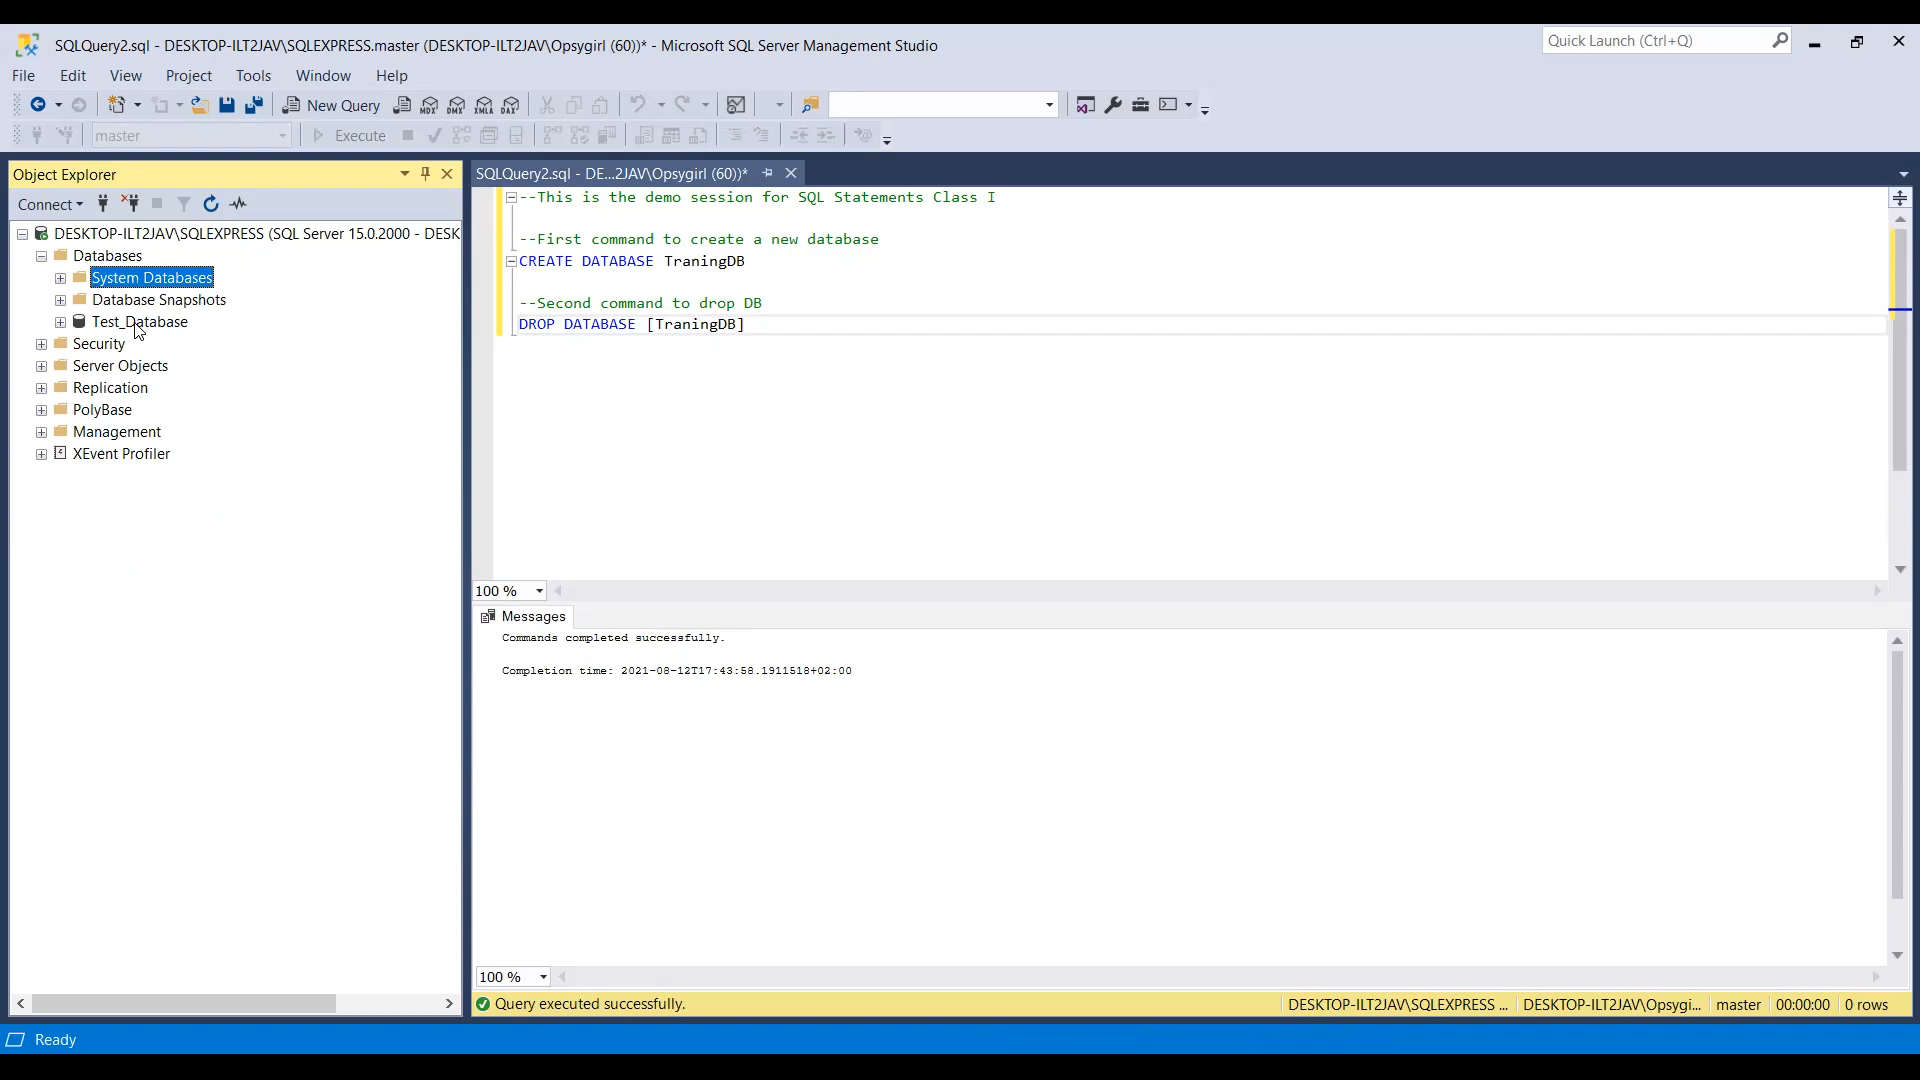 SQLQuery2.sql - DESKTOP-ILT2JAV\SQLEXPRESS.master (DESKTOP-ILT2JAV\Opsygirl (60))* - Microsoft SQL Server Management Studio
Quick Launch (Ctrl+Q)
File Edit View Project Tools Window Help
New Query
MDX DMX XMLA DAX
master
Execute
Object Explorer
Connect
DESKTOP-ILT2JAV\SQLEXPRESS (SQL Server 15.0.2000 - DESK
Databases
System Databases
Database Snapshots
Test_Database
Security
Server Objects
Replication
PolyBase
Management
XEvent Profiler
SQLQuery2.sql - DE...2JAV\Opsygirl (60))*
--This is the demo session for SQL Statements Class I
--First command to create a new database
CREATE DATABASE TraningDB
--Second command to drop DB
DROP DATABASE [TraningDB]
100 %
Messages
Commands completed successfully.
Completion time: 2021-08-12T17:43:58.1911518+02:00
100 %
Query executed successfully.
DESKTOP-ILT2JAV\SQLEXPRESS ...
DESKTOP-ILT2JAV\Opsygi...
master
00:00:00
0 rows
Ready